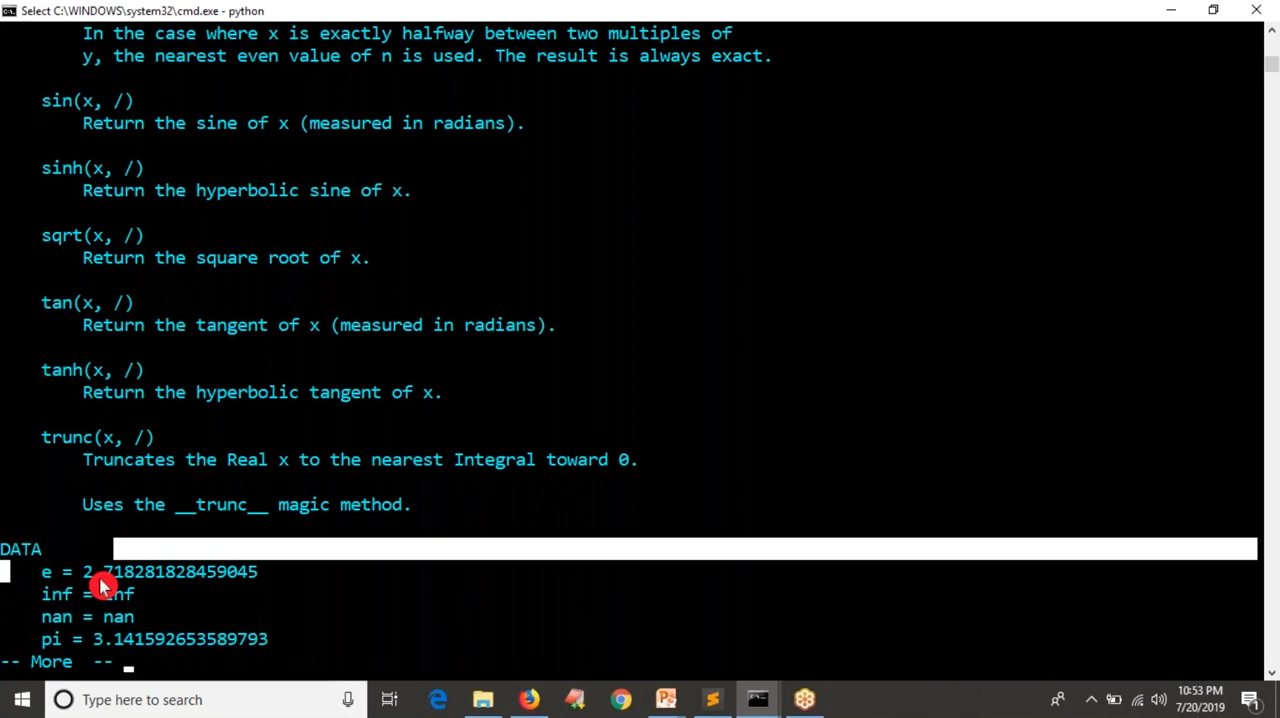 Select C:\WINDOWS\system32\cmd.exe - python
In the case where x is exactly halfway between two multiples of
y, the nearest even value of n is used. The result is always exact.
sin(x, /)
Return the sine of x (measured in radians).
sinh(x, /)
Return the hyperbolic sine of x.
sqrt(x, /)
Return the square root of x.
tan(x, /)
Return the tangent of x (measured in radians).
tanh(x, /)
Return the hyperbolic tangent of x.
trunc(x, /)
Truncates the Real x to the nearest Integral toward 0.
Uses the __trunc__ magic method.
DATA
e = 2.718281828459045
inf = inf
nan = nan
pi = 3.141592653589793
-- More --
Type here to search
10:53 PM
7/20/2019